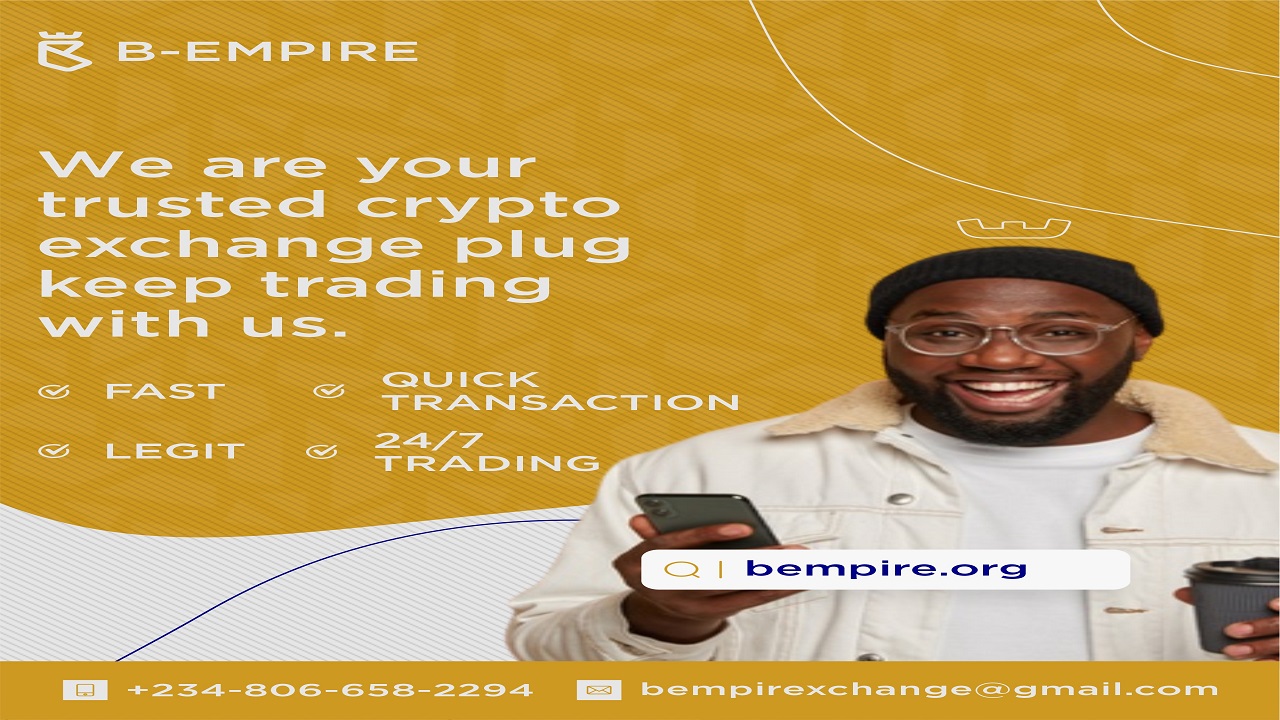 B-EMPIRE
We are your
trusted crypto
exchange plug
keep trading
with us.
FAST
QUICK
TRANSACTION
LEGIT
24/7
TRADING
bempire.org
+234-806-658-2294
bempirexchange@gmail.com